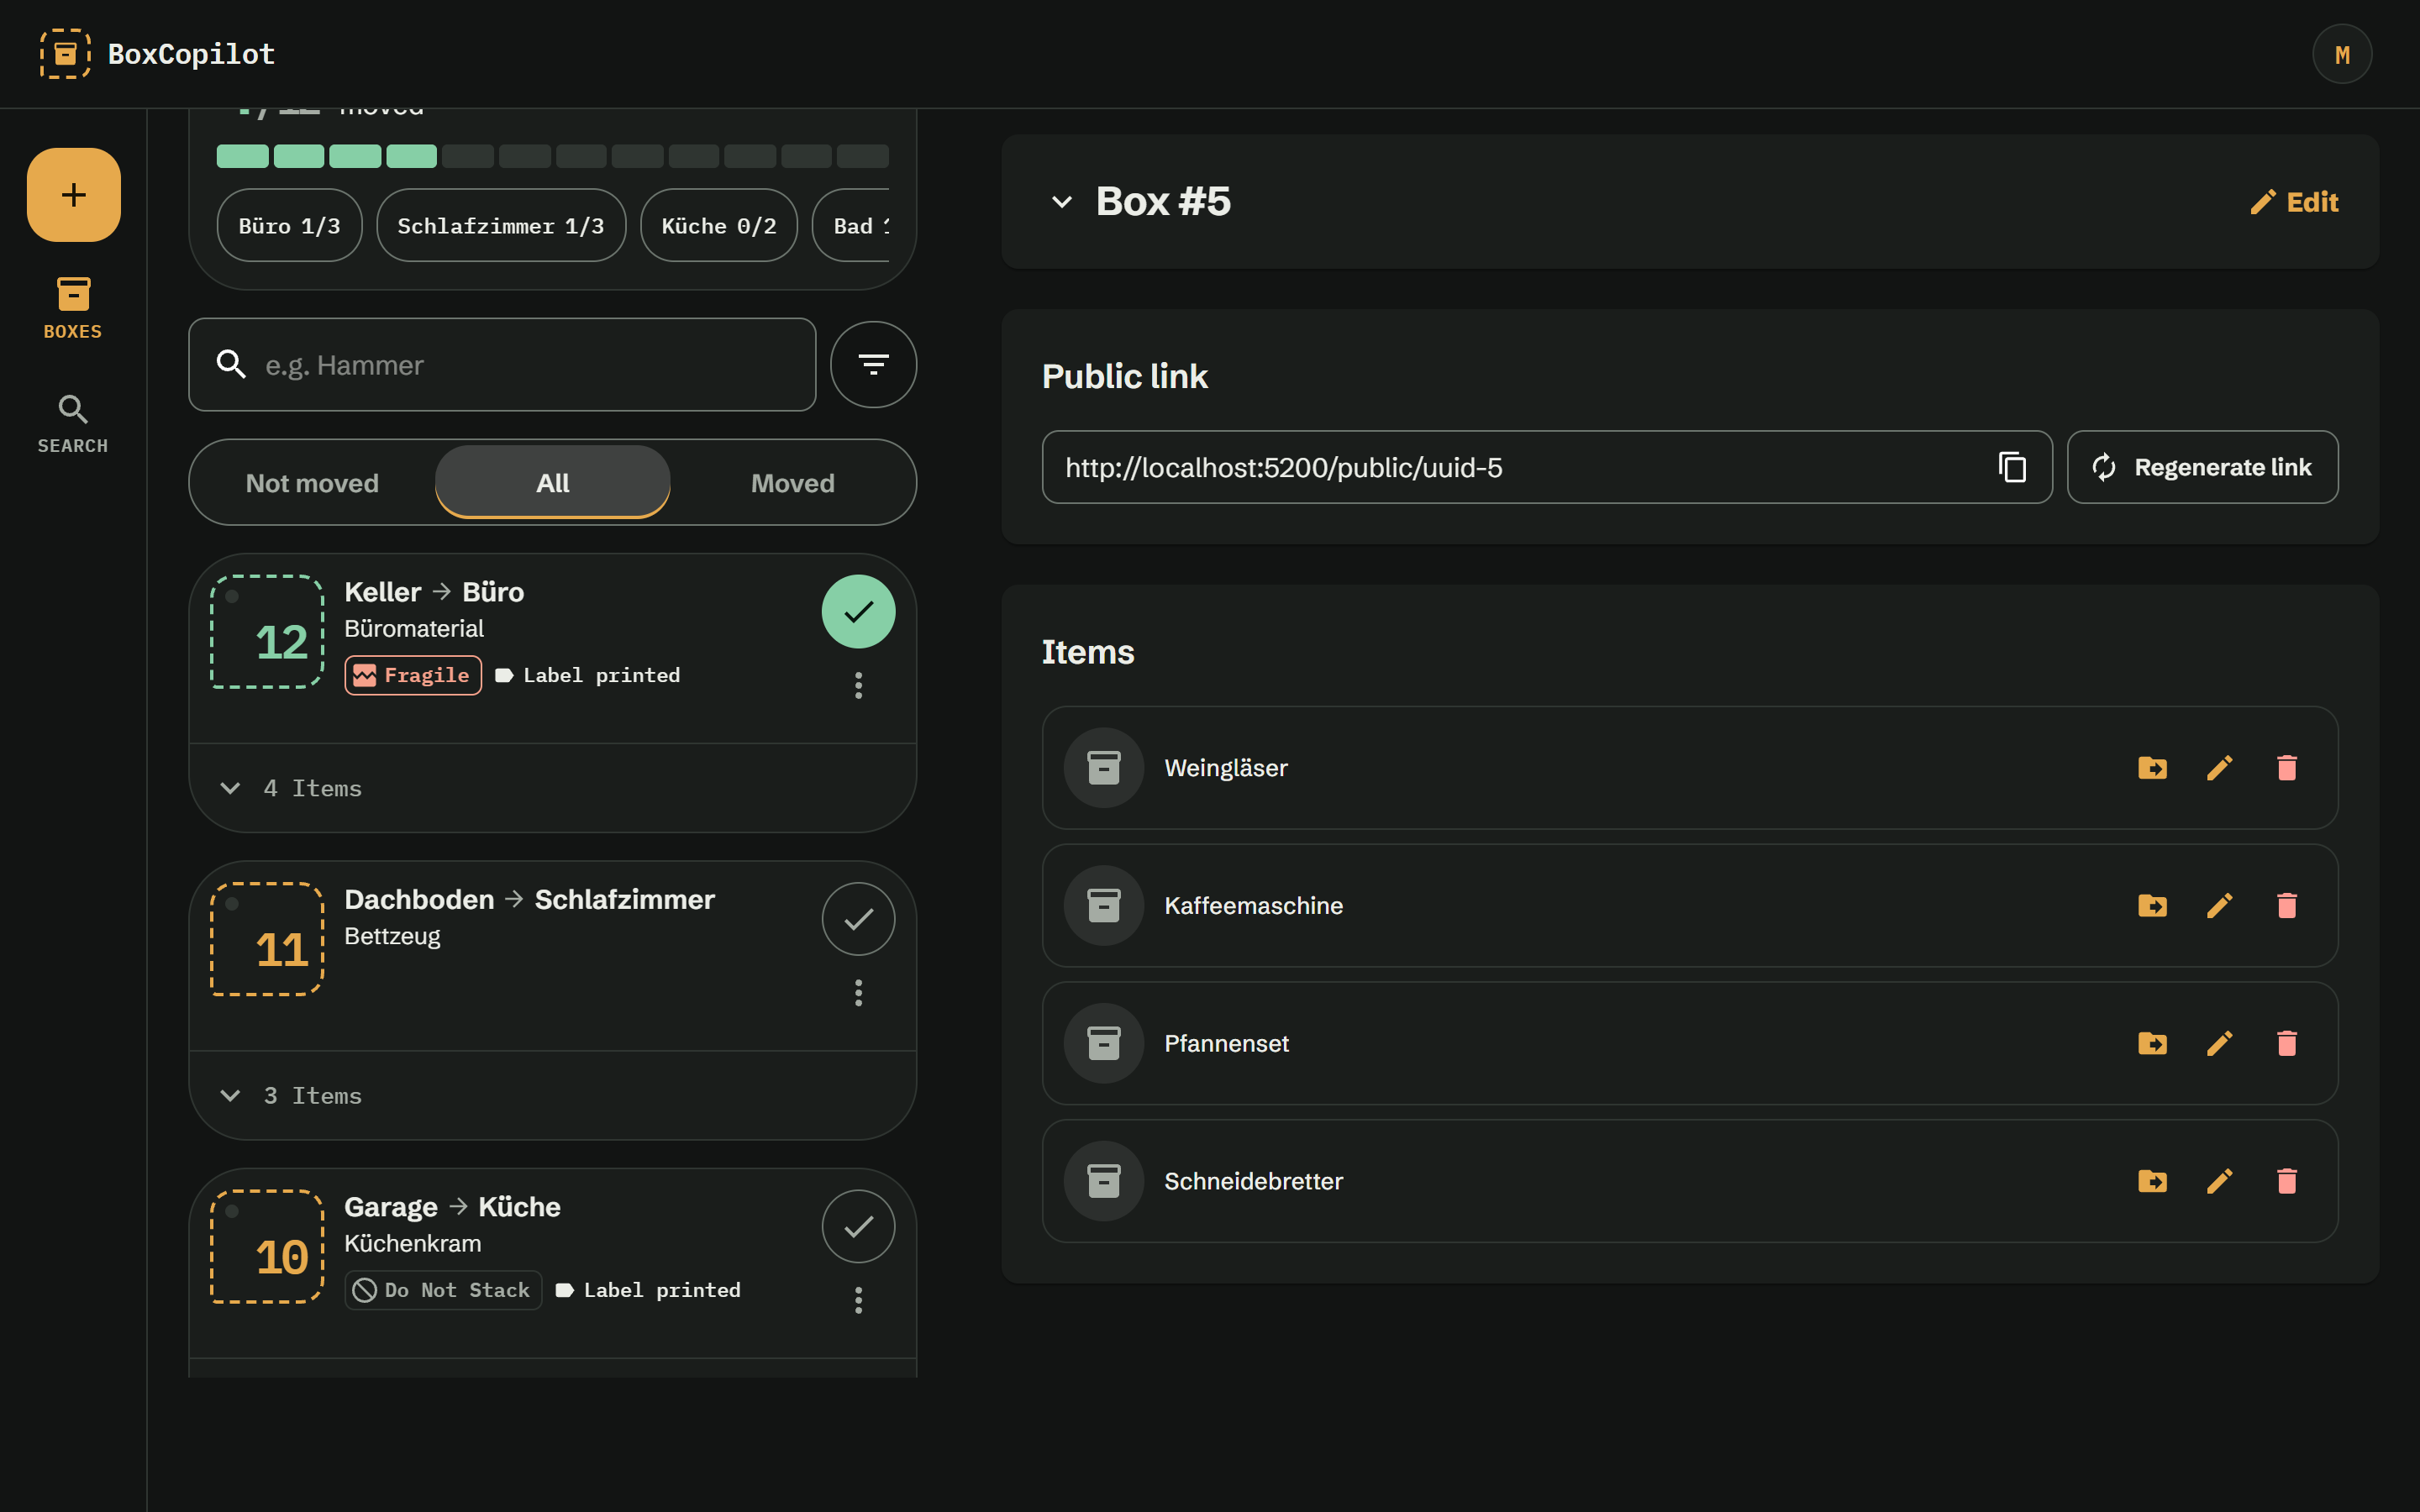 BoxCopilot
M
BOXES
SEARCH
moved
Büro 1/3
Schlafzimmer 1/3
Küche 0/2
Bad
e.g. Hammer
Not moved
All
Moved
12
Keller → Büro
Büromaterial
Fragile
Label printed
4 Items
11
Dachboden → Schlafzimmer
Bettzeug
3 Items
10
Garage → Küche
Küchenkram
Do Not Stack
Label printed
Box #5
Edit
Public link
http://localhost:5200/public/uuid-5
Regenerate link
Items
Weingläser
Kaffeemaschine
Pfannenset
Schneidebretter